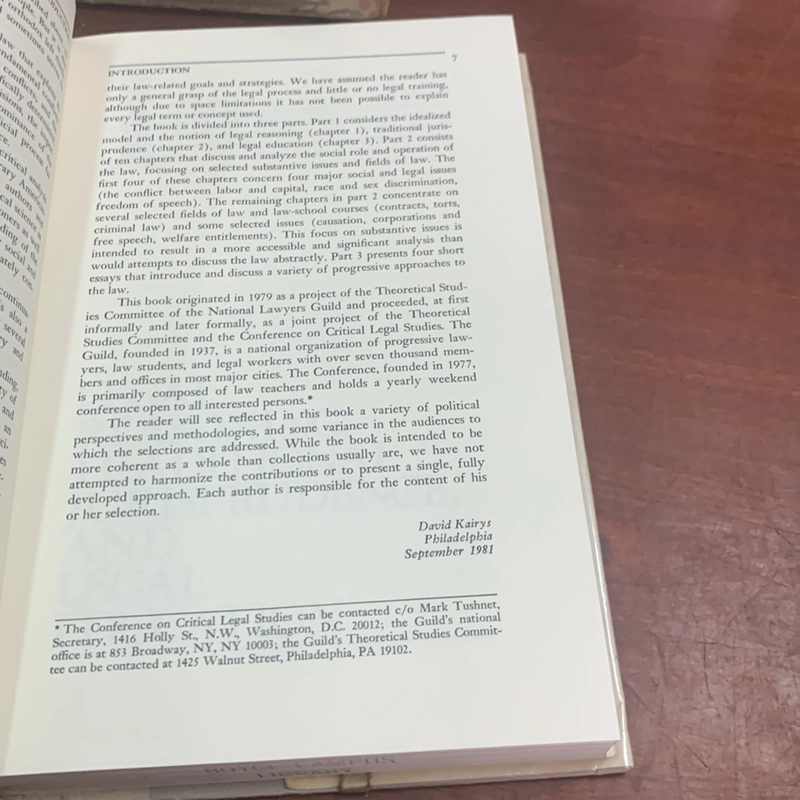 INTRODUCTION 7
their law-related goals and strategies. We have assumed the reader has
only a general grasp of the legal process and little or no legal training,
although due to space limitations it has not been possible to explain
every legal term or concept used.
The book is divided into three parts. Part 1 considers the idealized
model and the notion of legal reasoning (chapter 1), traditional juris-
prudence (chapter 2), and legal education (chapter 3). Part 2 consists
of ten chapters that discuss and analyze the social role and operation of
the law, focusing on selected substantive issues and fields of law. The
first four of these chapters concern four major social and legal issues
(the conflict between labor and capital, race and sex discrimination,
freedom of speech). The remaining chapters in part 2 concentrate on
several selected fields of law and law-school courses (contracts, torts,
criminal law) and some selected issues (causation, corporations and
free speech, welfare entitlements). This focus on substantive issues is
intended to result in a more accessible and significant analysis than
would attempts to discuss the law abstractly. Part 3 presents four short
essays that introduce and discuss a variety of progressive approaches to
the law.
This book originated in 1979 as a project of the Theoretical Stud-
ies Committee of the National Lawyers Guild and proceeded, at first
informally and later formally, as a joint project of the Theoretical
Studies Committee and the Conference on Critical Legal Studies. The
Guild, founded in 1937, is a national organization of progressive law-
yers, law students, and legal workers with over seven thousand mem-
bers and offices in most major cities. The Conference, founded in 1977,
is primarily composed of law teachers and holds a yearly weekend
conference open to all interested persons.*
The reader will see reflected in this book a variety of political
perspectives and methodologies, and some variance in the audiences to
which the selections are addressed. While the book is intended to be
more coherent as a whole than collections usually are, we have not
attempted to harmonize the contributions or to present a single, fully
developed approach. Each author is responsible for the content of his
or her selection.
David Kairys
Philadelphia
September 1981
* The Conference on Critical Legal Studies can be contacted c/o Mark Tushnet,
Secretary, 1416 Holly St., N.W., Washington, D.C. 20012; the Guild's national
office is at 853 Broadway, NY, NY 10003; the Guild's Theoretical Studies Commit-
tee can be contacted at 1425 Walnut Street, Philadelphia, PA 19102.